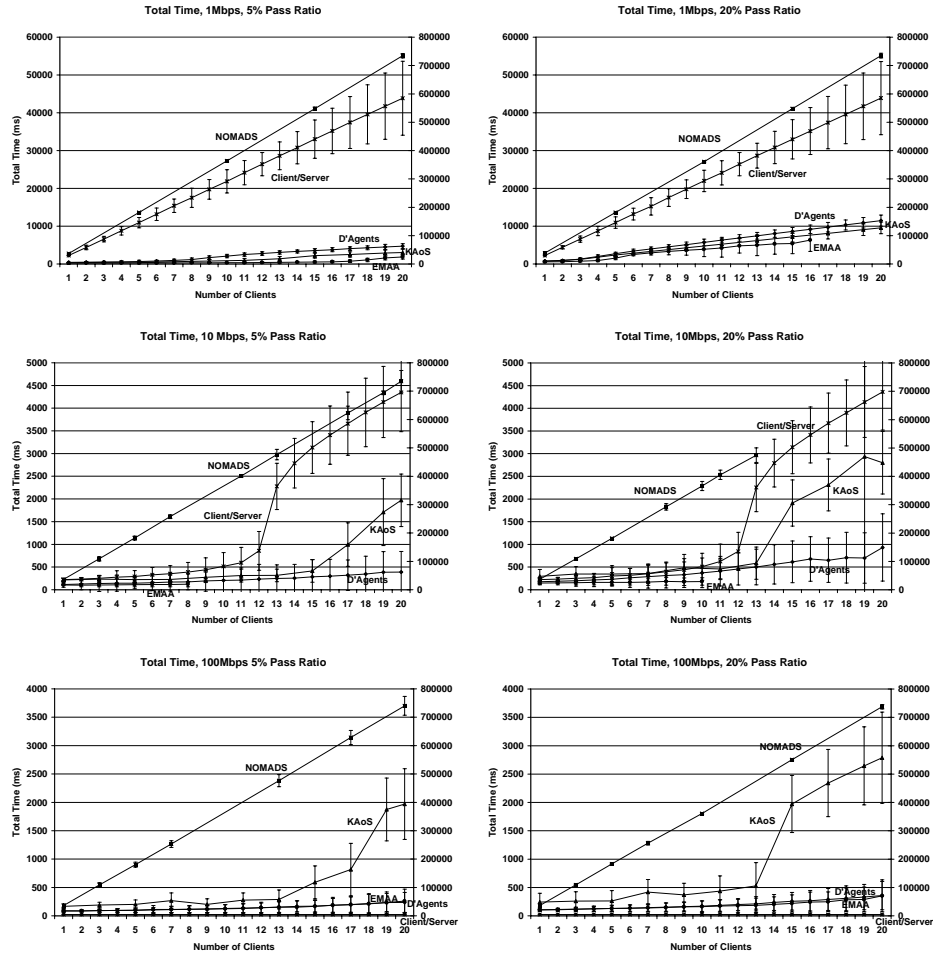 Total Time, 1Mbps, 5% Pass Ratio
60000
50000
40000
30000
20000
10000
0
800000
700000
600000
500000
400000
300000
200000
100000
0
Total Time (ms)
NOMADS
Client/Server
D'Agents
KAoS
EMAA
1 2 3 4 5 6 7 8 9 10 11 12 13 14 15 16 17 18 19 20
Number of Clients
Total Time, 1Mbps, 20% Pass Ratio
60000
50000
40000
30000
20000
10000
0
800000
700000
600000
500000
400000
300000
200000
100000
0
Total Time (ms)
NOMADS
Client/Server
D'Agents
KAoS
EMAA
1 2 3 4 5 6 7 8 9 10 11 12 13 14 15 16 17 18 19 20
Number of Clients
Total Time, 10 Mbps, 5% Pass Ratio
5000
4500
4000
3500
3000
2500
2000
1500
1000
500
0
800000
700000
600000
500000
400000
300000
200000
100000
0
Total Time (ms)
NOMADS
Client/Server
KAoS
D'Agents
EMAA
1 2 3 4 5 6 7 8 9 10 11 12 13 14 15 16 17 18 19 20
Number of Clients
Total Time, 10Mbps, 20% Pass Ratio
5000
4500
4000
3500
3000
2500
2000
1500
1000
500
0
800000
700000
600000
500000
400000
300000
200000
100000
0
Total Time (ms)
Client/Server
NOMADS
KAoS
D'Agents
EMAA
1 2 3 4 5 6 7 8 9 10 11 12 13 14 15 16 17 18 19 20
Number of Clients
Total Time, 100Mbps 5% Pass Ratio
4000
3500
3000
2500
2000
1500
1000
500
0
800000
700000
600000
500000
400000
300000
200000
100000
0
Total Time (ms)
NOMADS
KAoS
EMAA
D'Agents
Client/Server
1 2 3 4 5 6 7 8 9 10 11 12 13 14 15 16 17 18 19 20
Number of Clients
Total Time, 100Mbps, 20% Pass Ratio
4000
3500
3000
2500
2000
1500
1000
500
0
800000
700000
600000
500000
400000
300000
200000
100000
0
Total Time (ms)
NOMADS
KAoS
D'Agents
EMAA
Client/Server
1 2 3 4 5 6 7 8 9 10 11 12 13 14 15 16 17 18 19 20
Number of Clients